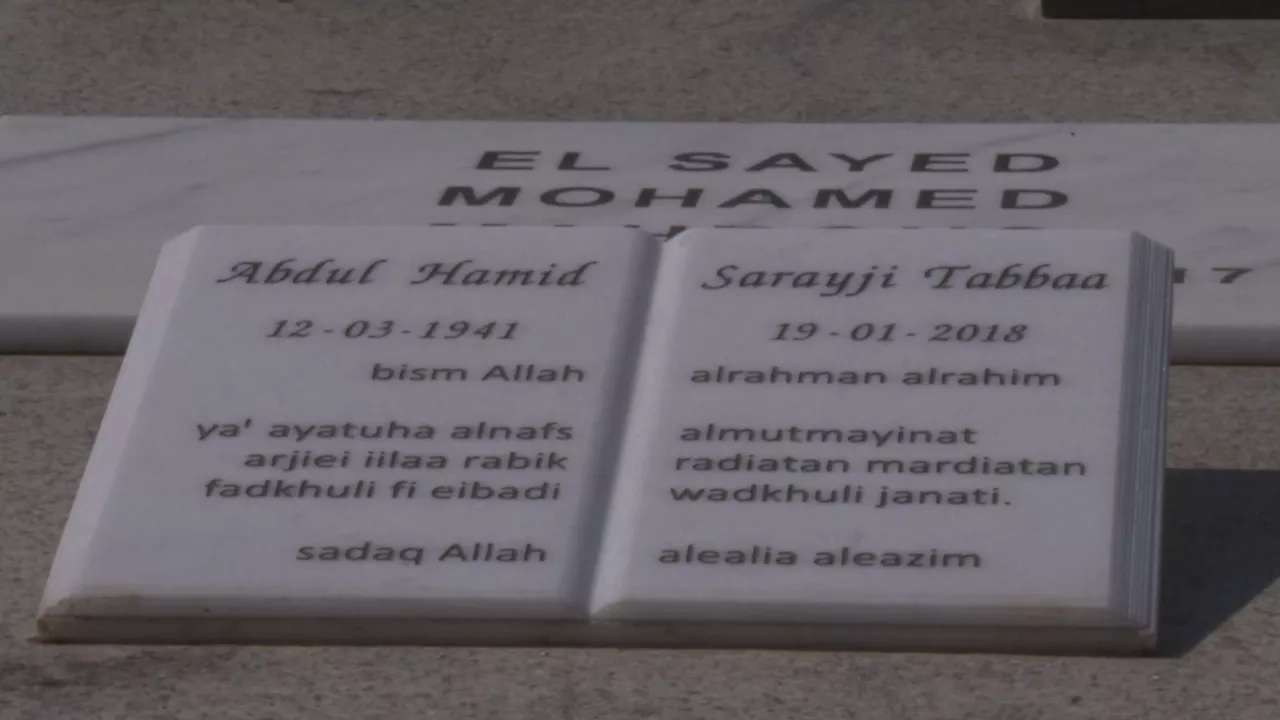 EL SAYED
MOHAMED
17
Abdul Hamid Sarayji Tabbaa
12-03-1941 19-01-2018
bism Allah alrahman alrahim
ya' ayatuha alnafs almutmayinat
arjiei iilaa rabik radiatan mardiatan
fadkhuli fi eibadi wadkhuli janati.
sadaq Allah alealia aleazim